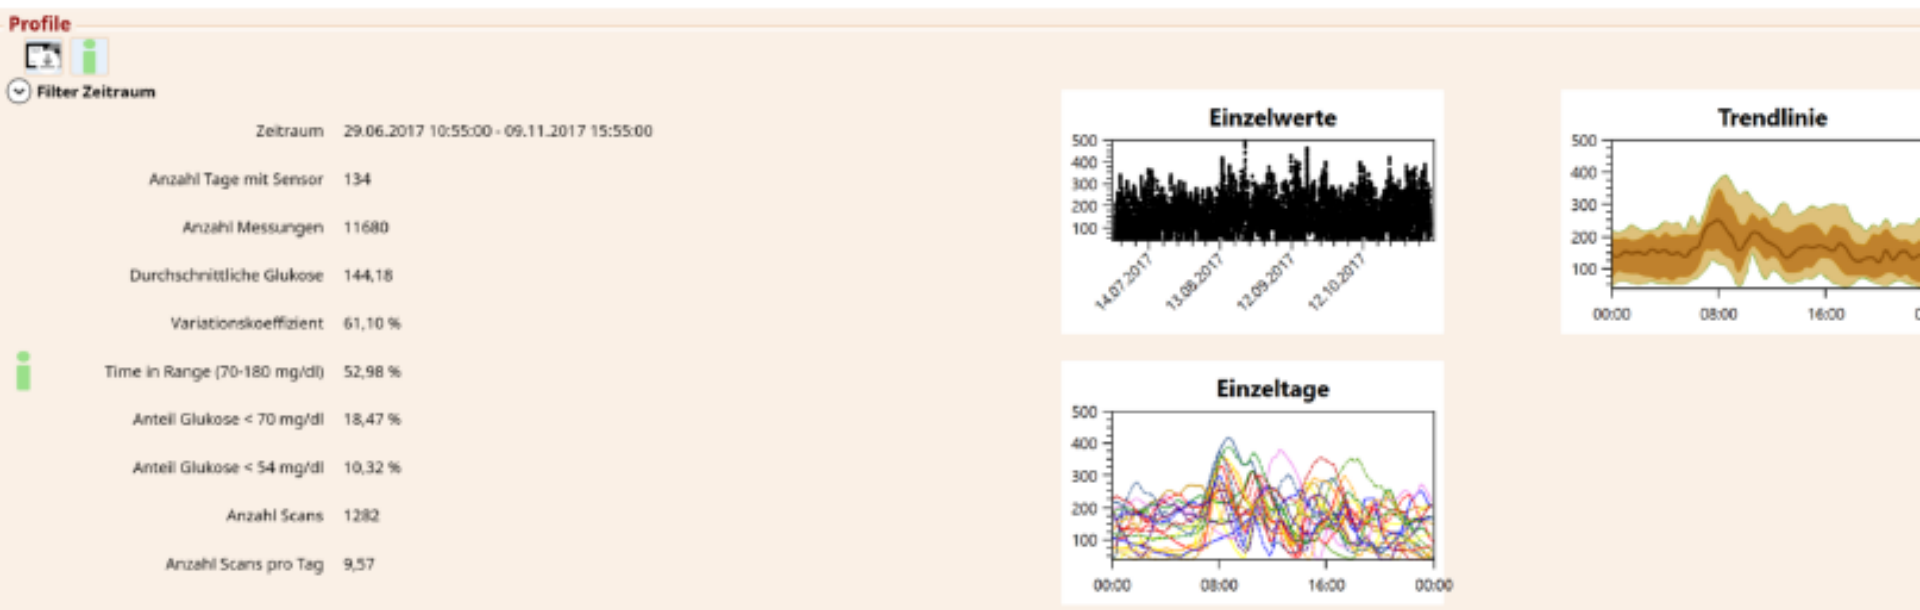 Profile
Filter Zeitraum
Zeitraum 29.06.2017 10:55:00 - 09.11.2017 15:55:00
Anzahl Tage mit Sensor 134
Anzahl Messungen 11680
Durchschnittliche Glukose 144,18
Variationskoeffizient 61,10 %
Time in Range (70-180 mg/dl) 52,98 %
Anteil Glukose < 70 mg/dl 18,47 %
Anteil Glukose < 54 mg/dl 10,32 %
Anzahl Scans 1282
Anzahl Scans pro Tag 9,57
Einzelwerte
500
400
300
200
100
14.07.2017 13.08.2017 12.09.2017 12.10.2017
Trendlinie
500
400
300
200
100
00:00 08:00 16:00
Einzeltage
500
400
300
200
100
00:00 08:00 16:00 00:00